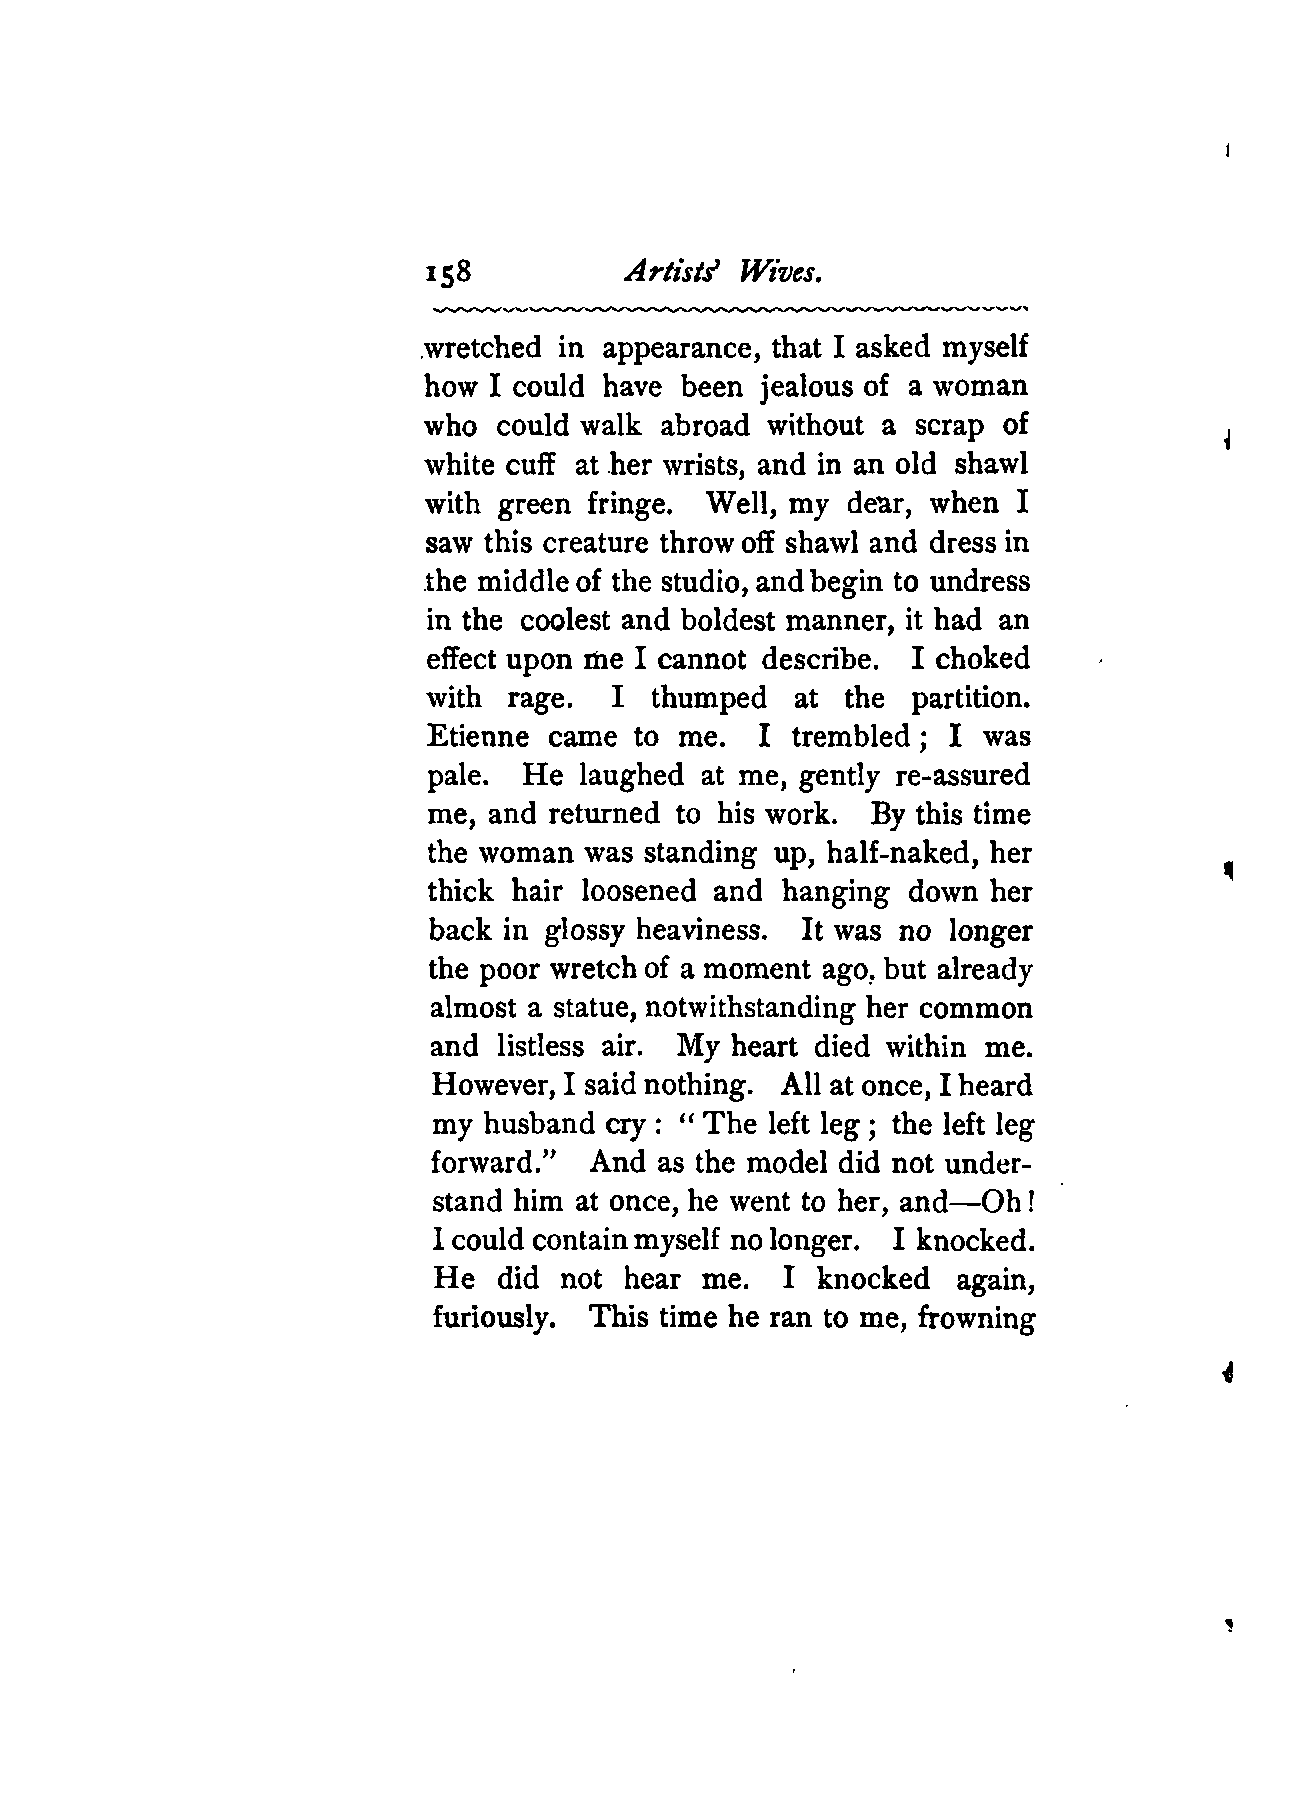 158 Artists' Wives.
wretched in appearance, that I asked myself
how I could have been jealous of a woman
who could walk abroad without a scrap of
white cuff at her wrists, and in an old shawl
with green fringe. Well, my dear, when I
saw this creature throw off shawl and dress in
the middle of the studio, and begin to undress
in the coolest and boldest manner, it had an
effect upon me I cannot describe. I choked
with rage. I thumped at the partition.
Etienne came to me. I trembled; I was
pale. He laughed at me, gently re-assured
me, and returned to his work. By this time
the woman was standing up, half-naked, her
thick hair loosened and hanging down her
back in glossy heaviness. It was no longer
the poor wretch of a moment ago, but already
almost a statue, notwithstanding her common
and listless air. My heart died within me.
However, I said nothing. All at once, I heard
my husband cry: "The left leg; the left leg
forward." And as the model did not under-
stand him at once, he went to her, and—Oh!
I could contain myself no longer. I knocked.
He did not hear me. I knocked again,
furiously. This time he ran to me, frowning